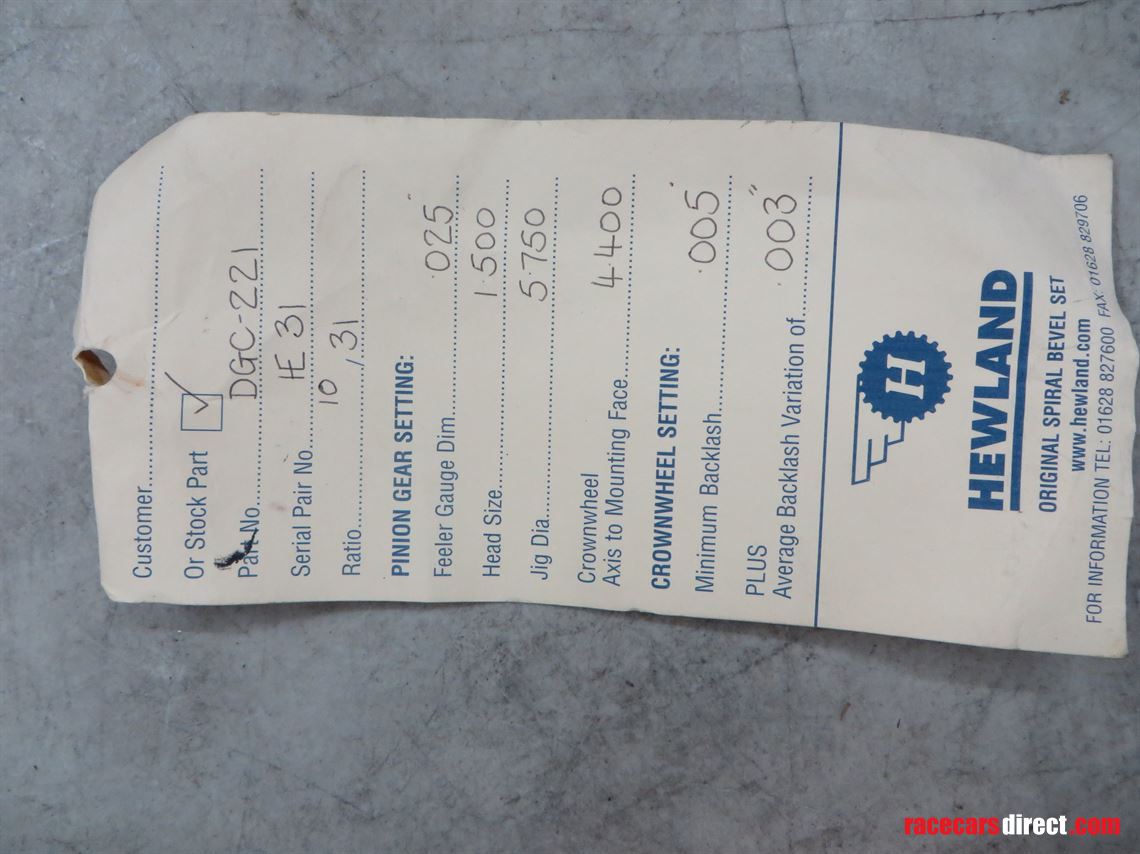 Customer
Or Stock Part ✓
Part No. DGC-221
Serial Pair No. 1E 31
Ratio 10,31
PINION GEAR SETTING:
Feeler Gauge Dim .025"
Head Size 1.500
Jig Dia. 5.750
Crownwheel
Axis to Mounting Face 4.400
CROWNWHEEL SETTING:
Minimum Backlash .005"
PLUS
Average Backlash Variation of .003"
H
HEWLAND
ORIGINAL SPIRAL BEVEL SET
www.hewland.com
FOR INFORMATION TEL: 01628 827600 FAX: 01628 829706
racecarsdirect.com